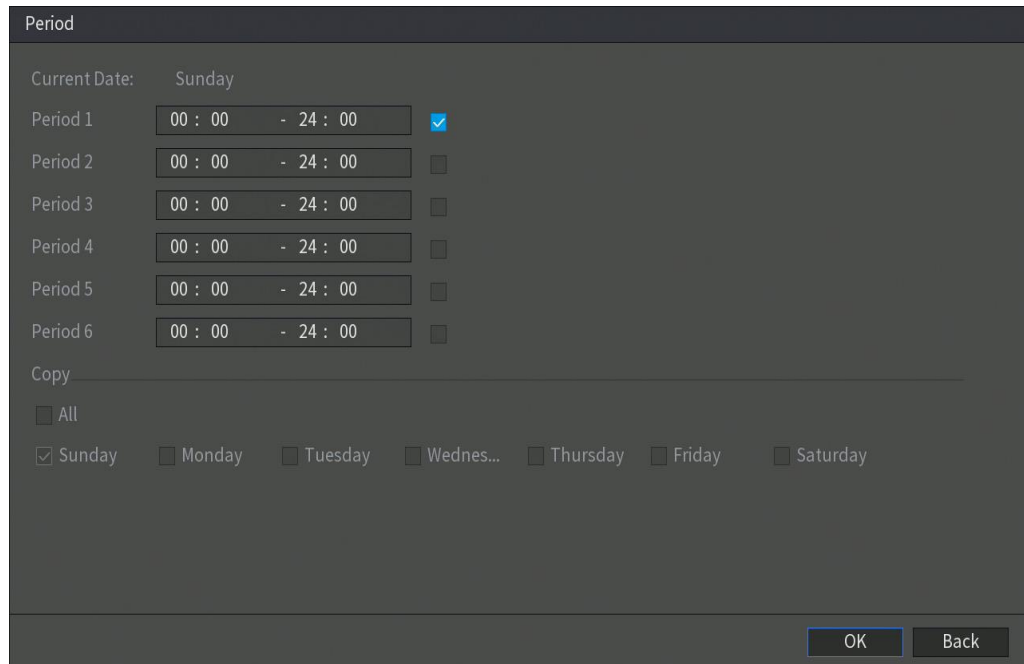 Period
Current Date: Sunday
Period 1 00 : 00 - 24 : 00
Period 2 00 : 00 - 24 : 00
Period 3 00 : 00 - 24 : 00
Period 4 00 : 00 - 24 : 00
Period 5 00 : 00 - 24 : 00
Period 6 00 : 00 - 24 : 00
Copy
All
Sunday Monday Tuesday Wednes... Thursday Friday Saturday
OK Back